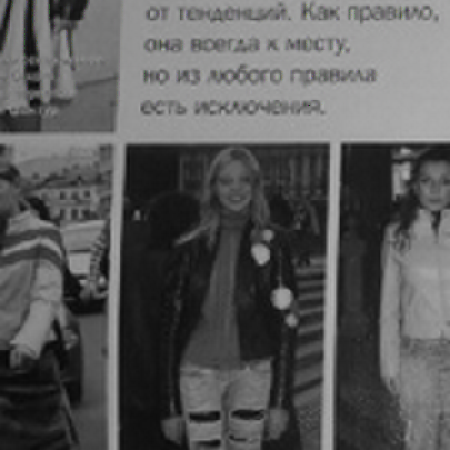 от тенденций. Как правило,
она всегда к месту,
но из любого правила
есть исключения.